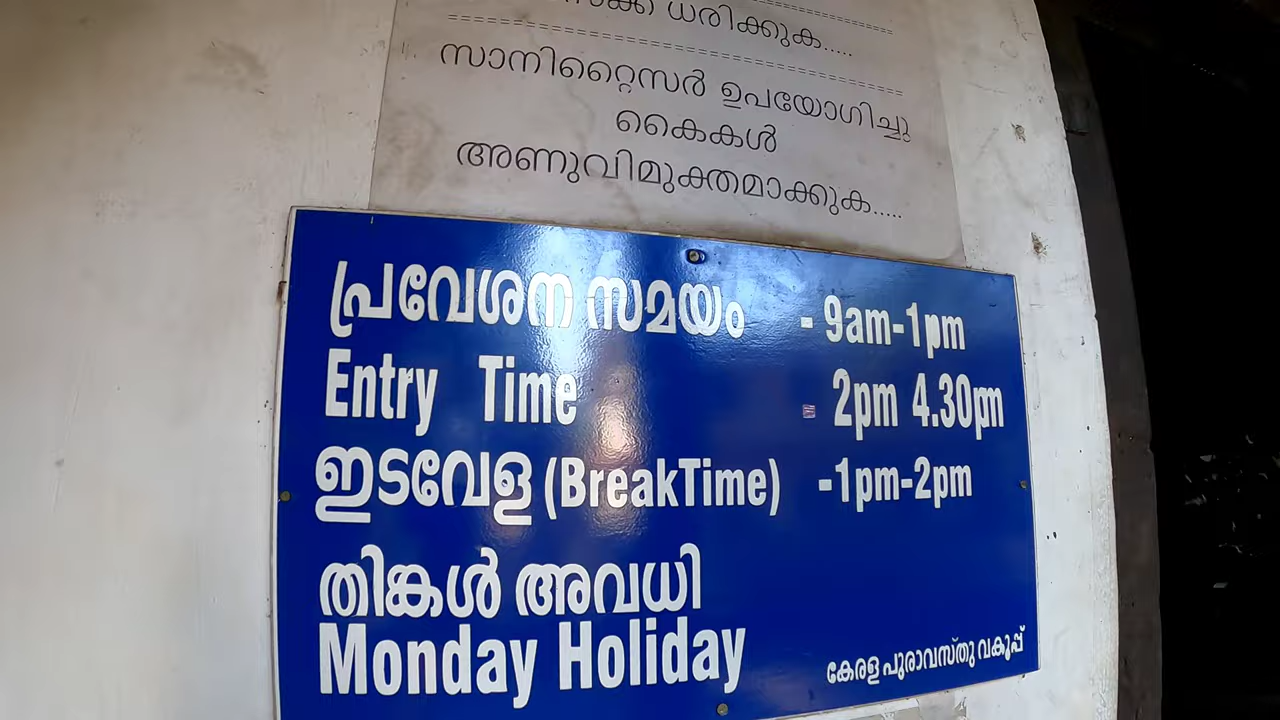 ധരിക്കുക.....
സാനിറ്റൈസർ ഉപയോഗിച്ചു
കൈകൾ
അണുവിമുക്തമാക്കുക.....
പ്രവേശന സമയം - 9am-1pm
Entry Time 2pm 4.30pm
ഇടവേള (BreakTime) -1pm-2pm
തിങ്കൾ അവധി
Monday Holiday
കേരള പുരാവസ്തു വകുപ്പ്